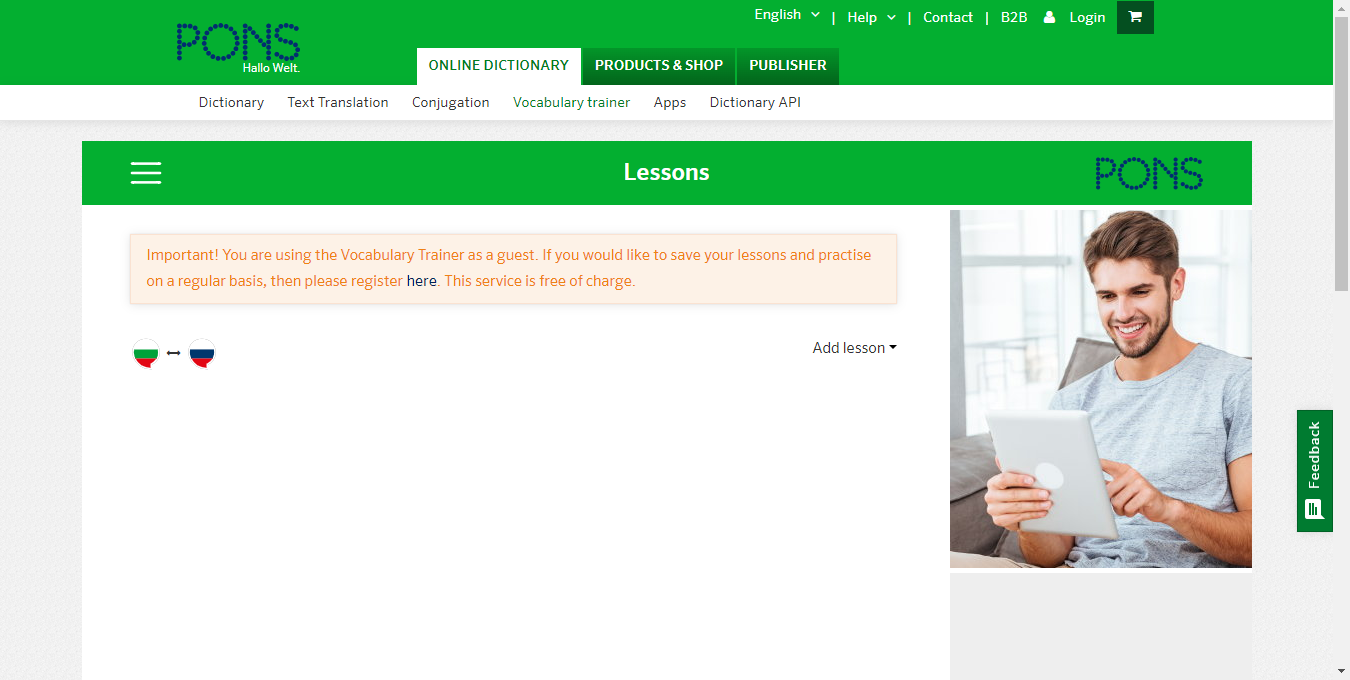 English
Help
|
Contact
|
B2B
Login
PONS
Hallo Welt.
ONLINE DICTIONARY
PRODUCTS & SHOP
PUBLISHER
Dictionary
Text Translation
Conjugation
Vocabulary trainer
Apps
Dictionary API
Lessons
PONS
Important! You are using the Vocabulary Trainer as a guest. If you would like to save your lessons and practise
on a regular basis, then please register here. This service is free of charge.
Add lesson
Feedback